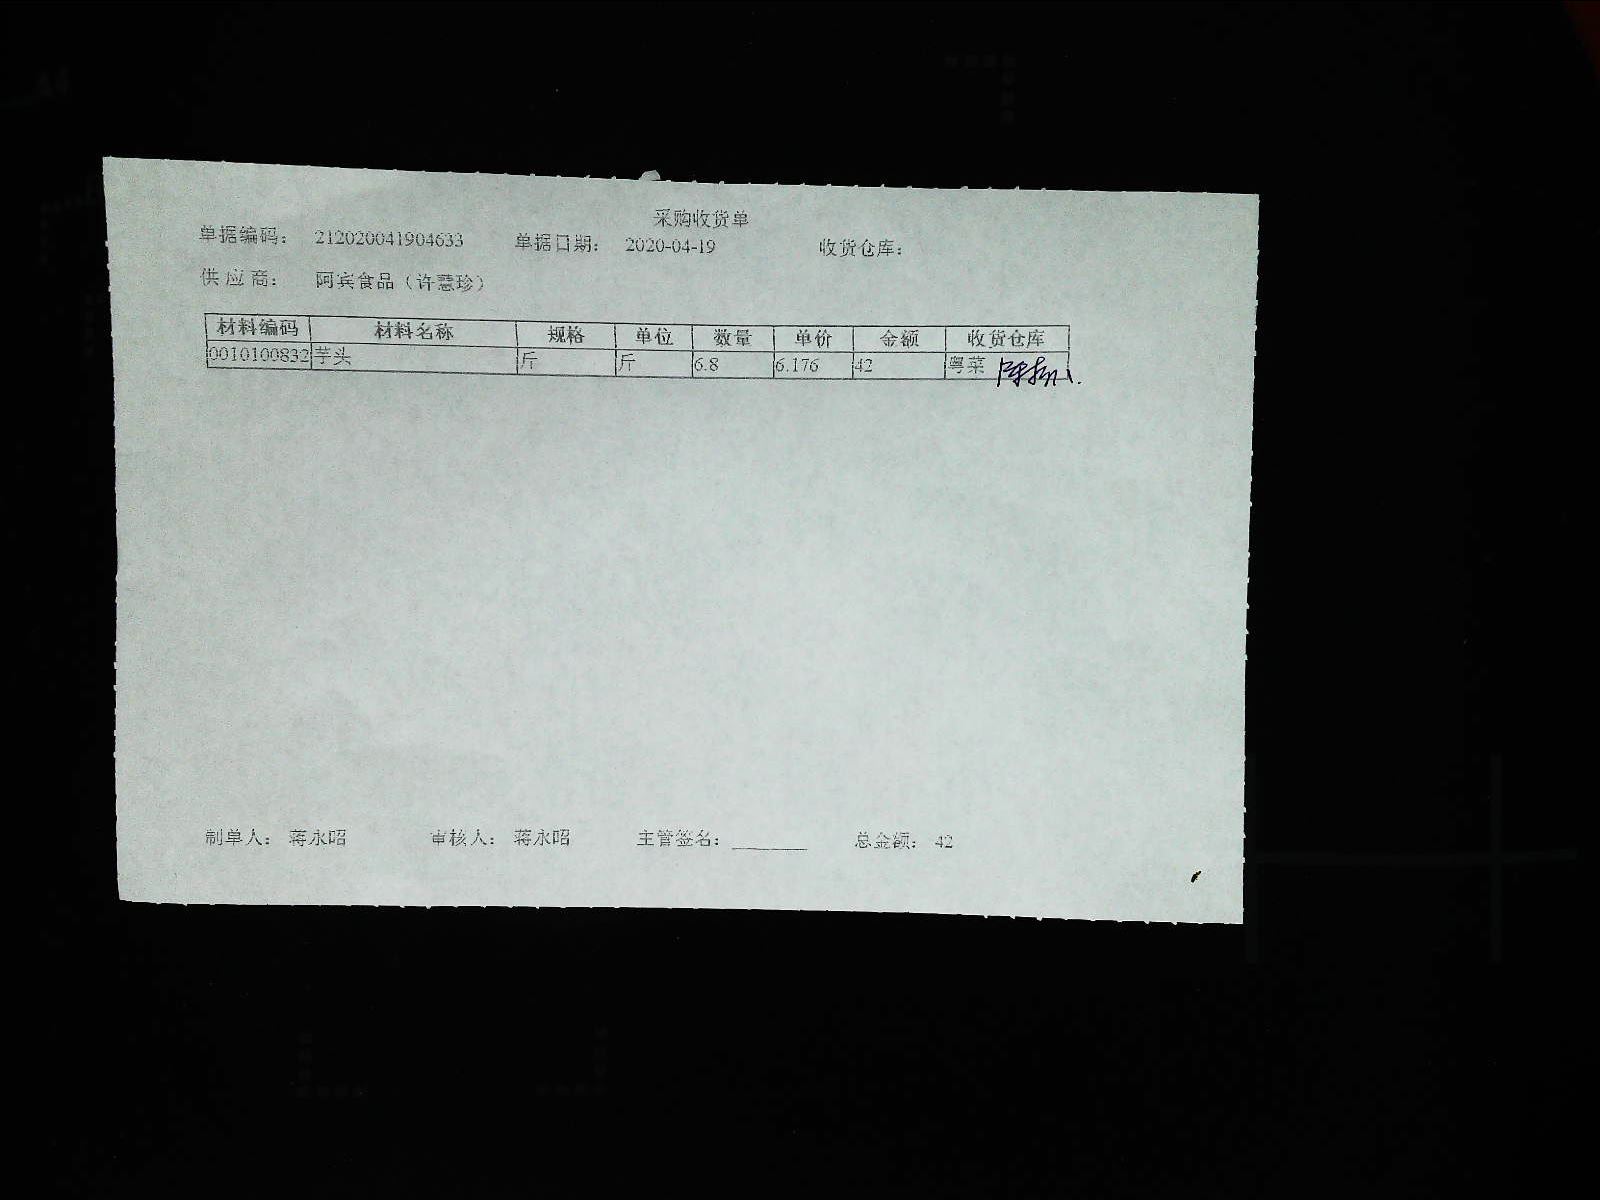 采购收货单
单据编码: 212020041904633 单据日期: 2020-04-19 收货仓库:
供应商: 阿宾食品（许慧珍）
材料编码 材料名称 规格 单位 数量 单价 金额 收货仓库
0010100832 芋头 斤 斤 6.8 6.176 42 粤菜
制单人: 蒋永昭 审核人: 蒋永昭 主管签名: ________ 总金额: 42